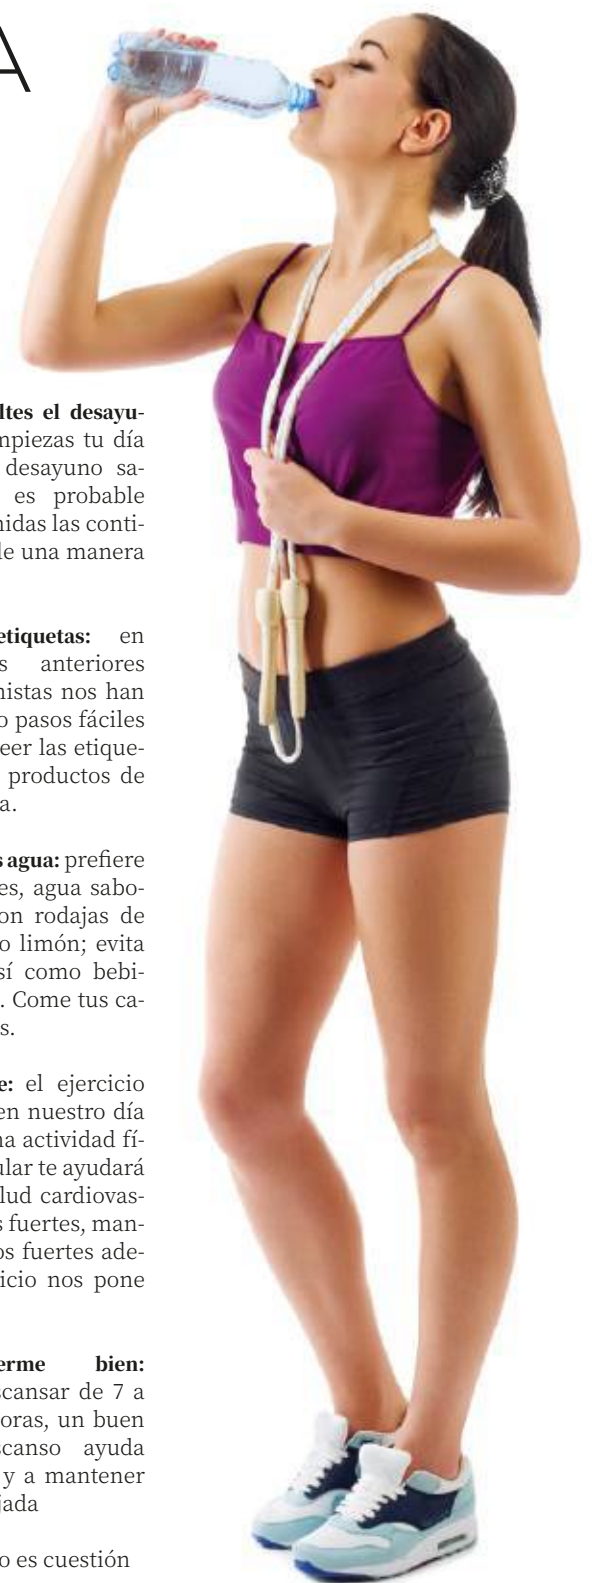 A
ltes el desayu-
mpiezas tu día
desayuno sa-
es probable
nidas las conti-
le una manera
etiquetas: en
s anteriores
nistas nos han
o pasos fáciles
eer las etique-
productos de
a.
s agua: prefiere
es, agua sabo-
on rodajas de
o limón; evita
sí como bebi-
. Come tus ca-
s.
e: el ejercicio
en nuestro día
na actividad fí-
ular te ayudará
lud cardiovas-
s fuertes, man-
os fuertes ade-
icio nos pone
erme bien:
scansar de 7 a
oras, un buen
scanso ayuda
y a mantener
jada
o es cuestión